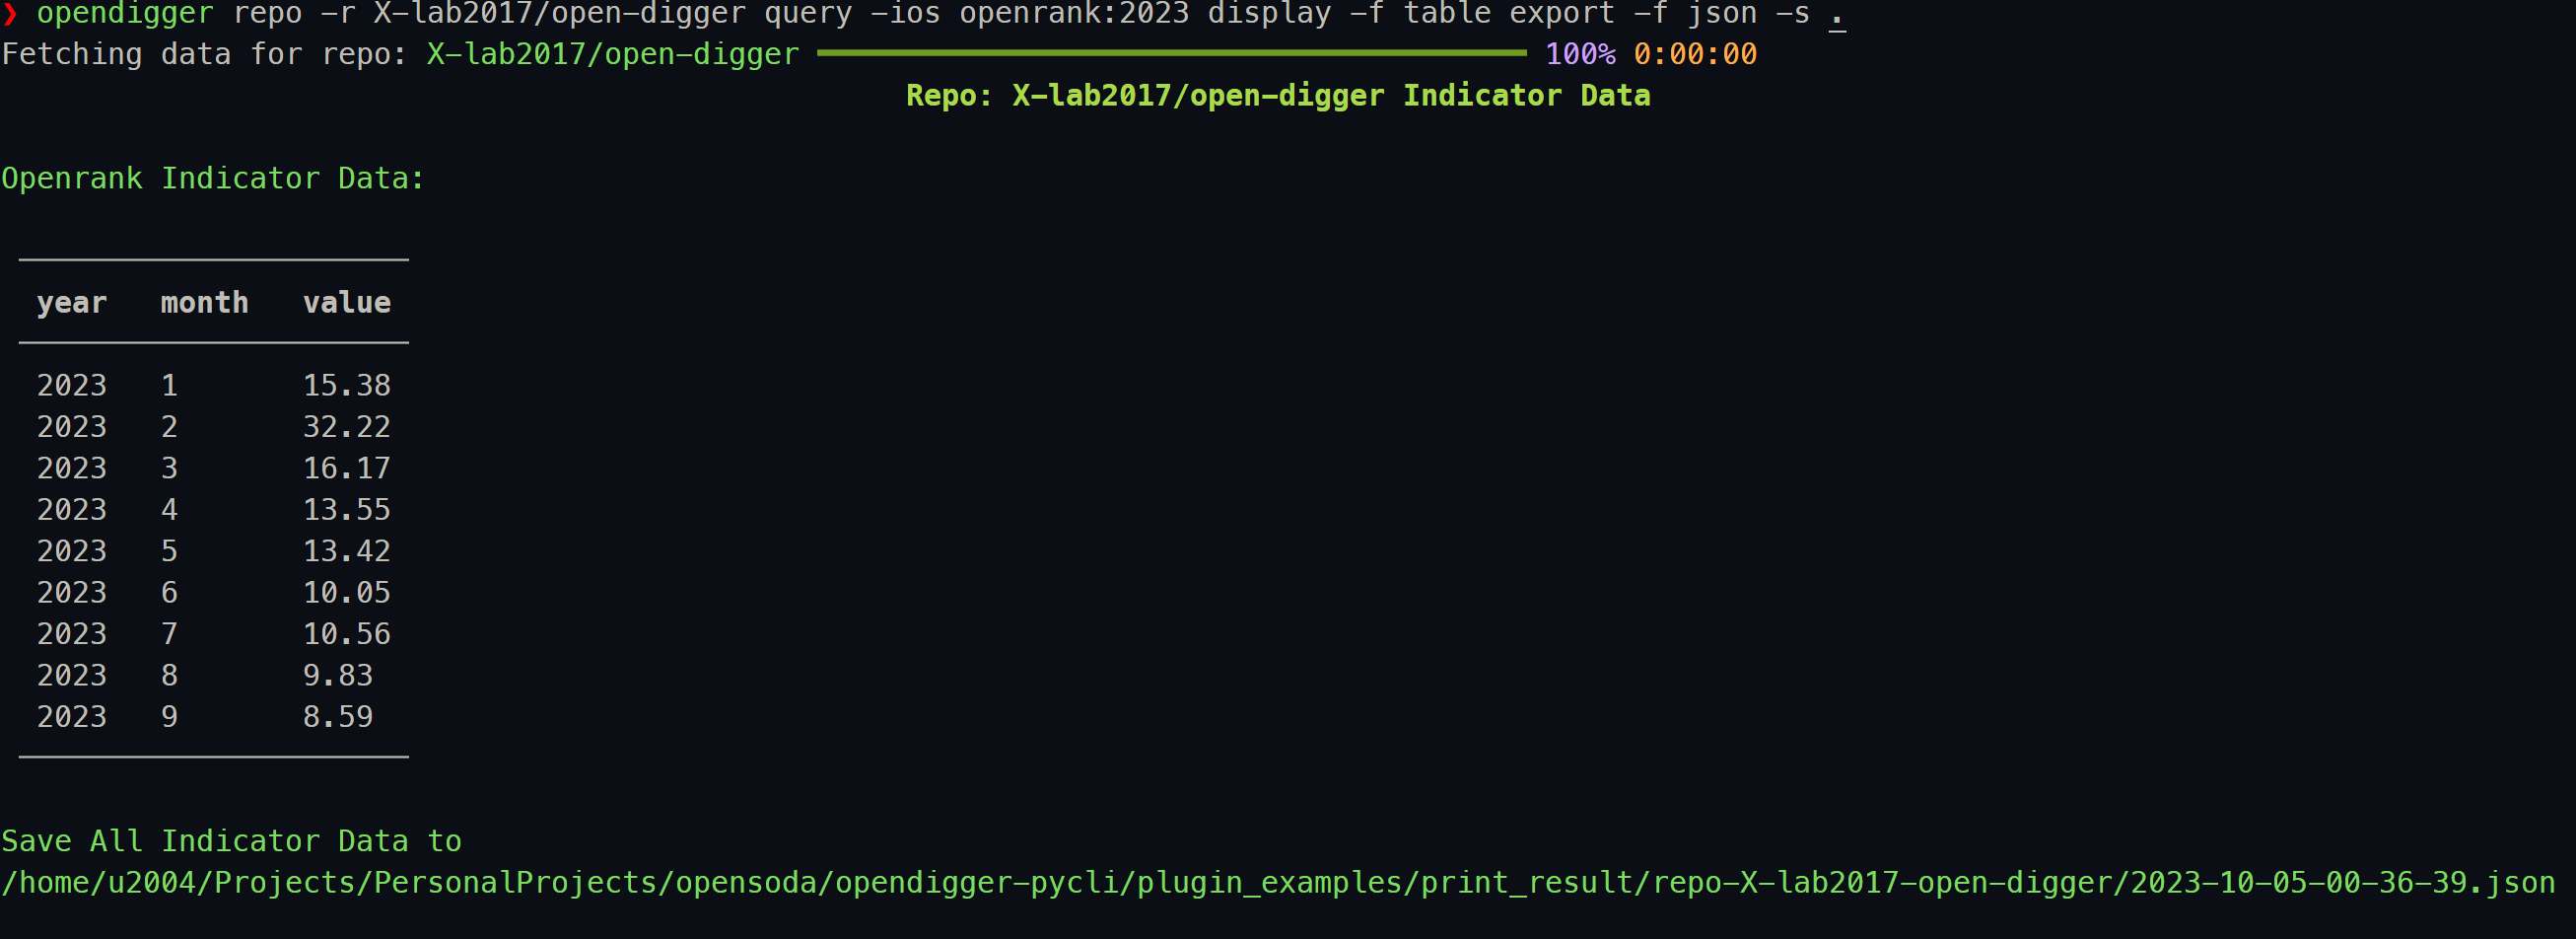 ❯ opendigger repo -r X-lab2017/open-digger query -ios openrank:2023 display -f table export -f json -s .
Fetching data for repo: X-lab2017/open-digger 100% 0:00:00
Repo: X-lab2017/open-digger Indicator Data
Openrank Indicator Data:
year month value
2023 1 15.38
2023 2 32.22
2023 3 16.17
2023 4 13.55
2023 5 13.42
2023 6 10.05
2023 7 10.56
2023 8 9.83
2023 9 8.59
Save All Indicator Data to
/home/u2004/Projects/PersonalProjects/opensoda/opendigger-pycli/plugin_examples/print_result/repo-X-lab2017-open-digger/2023-10-05-00-36-39.json